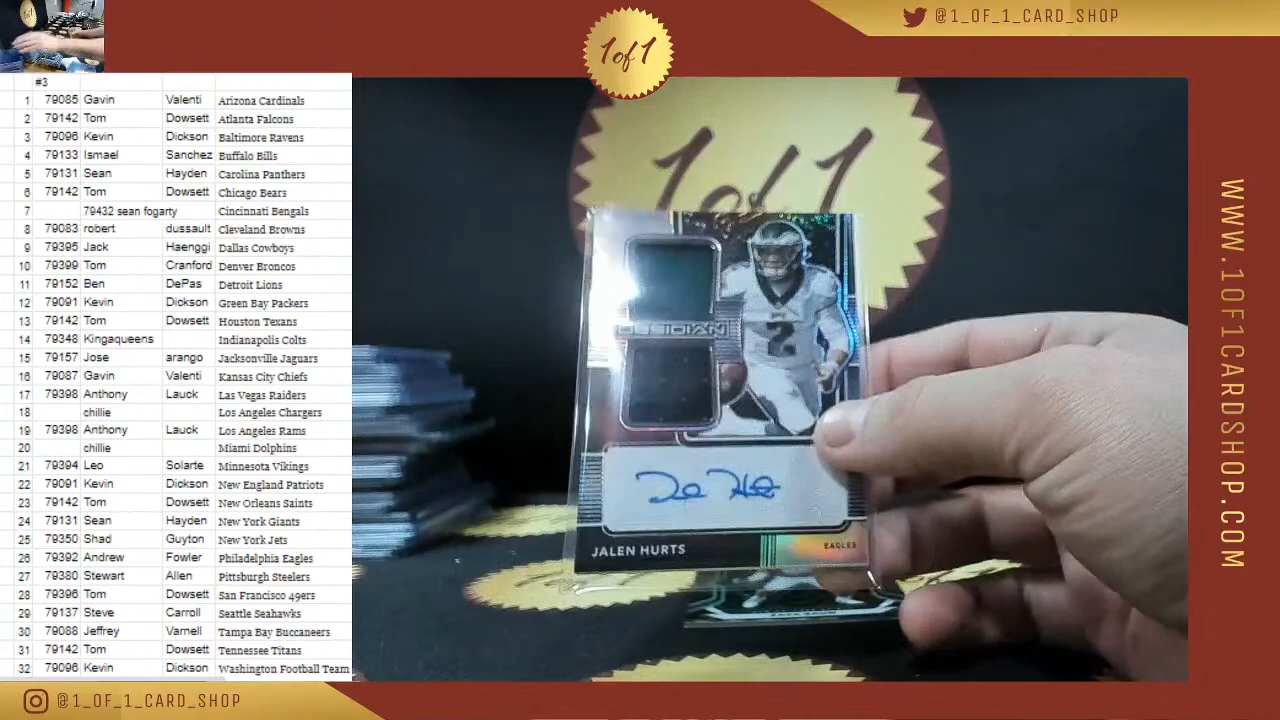 @1_OF_1_CARD_SHOP
1of1
#3
1 79085 Gavin Valenti Arizona Cardinals
2 79142 Tom Dowsett Atlanta Falcons
3 79096 Kevin Dickson Baltimore Ravens
4 79133 Ismael Sanchez Buffalo Bills
5 79131 Sean Hayden Carolina Panthers
6 79142 Tom Dowsett Chicago Bears
7 79432 sean fogarty Cincinnati Bengals
8 79083 robert dussault Cleveland Browns
9 79395 Jack Haenggi Dallas Cowboys
10 79399 Tom Cranford Denver Broncos
11 79152 Ben DePas Detroit Lions
12 79091 Kevin Dickson Green Bay Packers
13 79142 Tom Dowsett Houston Texans
14 79348 Kingaqueens Indianapolis Colts
15 79157 Jose arango Jacksonville Jaguars
16 79087 Gavin Valenti Kansas City Chiefs
17 79398 Anthony Lauck Las Vegas Raiders
18 chillie Los Angeles Chargers
19 79398 Anthony Lauck Los Angeles Rams
20 chillie Miami Dolphins
21 79394 Leo Solarte Minnesota Vikings
22 79091 Kevin Dickson New England Patriots
23 79142 Tom Dowsett New Orleans Saints
24 79131 Sean Hayden New York Giants
25 79350 Shad Guyton New York Jets
26 79392 Andrew Fowler Philadelphia Eagles
27 79380 Stewart Allen Pittsburgh Steelers
28 79396 Tom Dowsett San Francisco 49ers
29 79137 Steve Carroll Seattle Seahawks
30 79088 Jeffrey Varnell Tampa Bay Buccaneers
31 79142 Tom Dowsett Tennessee Titans
32 79096 Kevin Dickson Washington Football Team
1of1
OBSIDIAN
2
JALEN HURTS
EAGLES
WWW.1OF1CARDSHOP.COM
@1_OF_1_CARD_SHOP